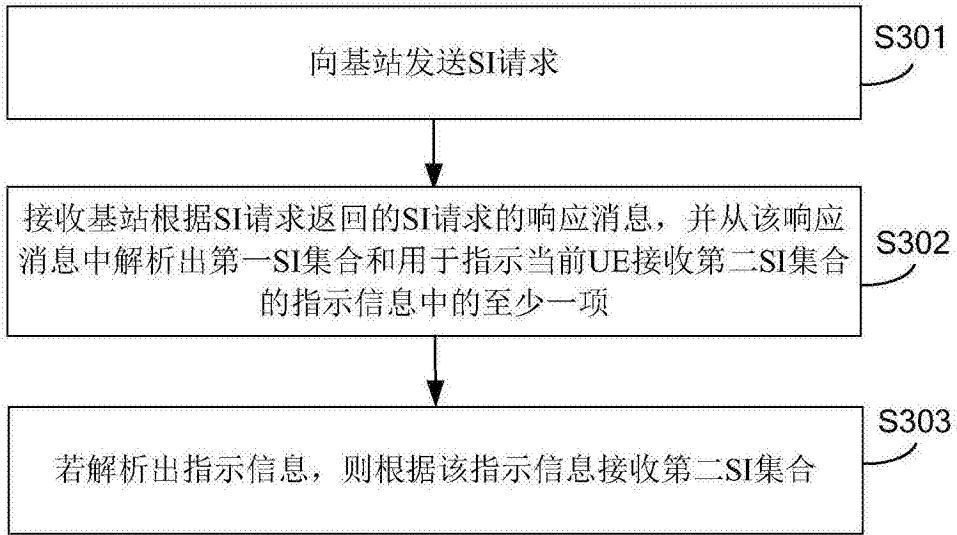 向基站发送SI请求
S301
接收基站根据SI请求返回的SI请求的响应消息，并从该响应
消息中解析出第一SI集合和用于指示当前UE接收第二SI集合
的指示信息中的至少一项
S302
若解析出指示信息，则根据该指示信息接收第二SI集合
S303